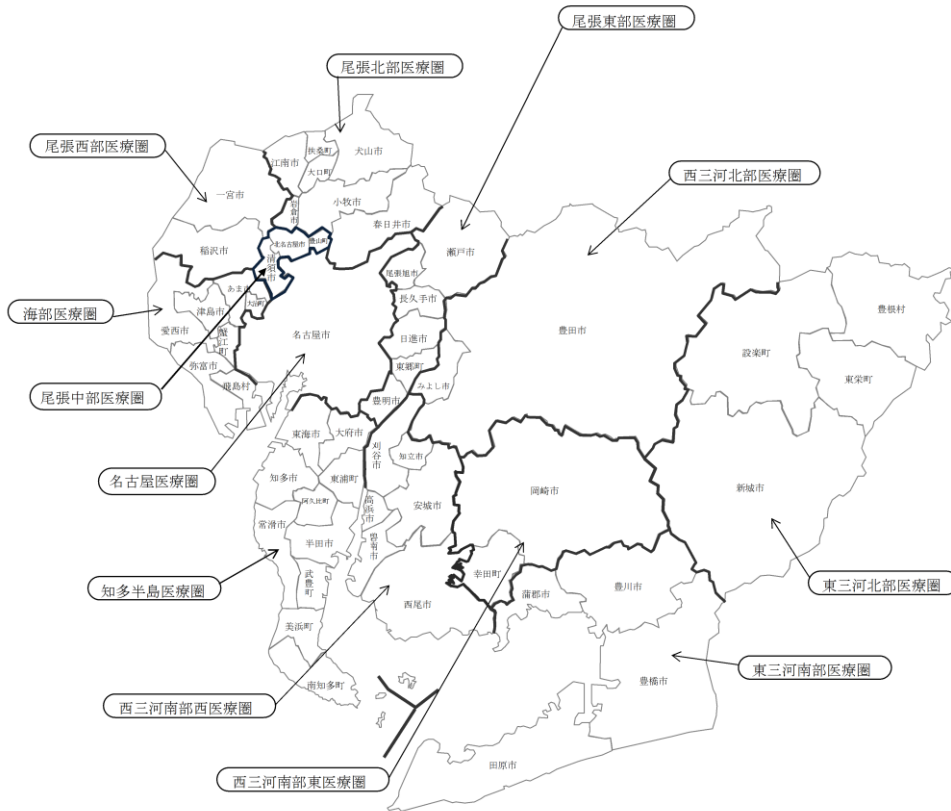 尾張東部医療圏
尾張北部医療圏
尾張西部医療圏
西三河北部医療圏
海部医療圏
尾張中部医療圏
名古屋医療圏
知多半島医療圏
西三河南部西医療圏
西三河南部東医療圏
東三河北部医療圏
東三河南部医療圏
江南市
扶桑町
大口町
犬山市
一宮市
岩倉市
小牧市
春日井市
稲沢市
北名古屋市
豊山町
清須市
瀬戸市
尾張旭市
あま市
大治町
長久手市
津島市
愛西市
蟹江町
名古屋市
日進市
東郷町
みよし市
豊田市
弥富市
飛島村
豊明市
設楽町
豊根村
東栄町
東海市
大府市
刈谷市
知立市
知多市
東浦町
阿久比町
高浜市
安城市
岡崎市
新城市
常滑市
半田市
碧南市
武豊町
西尾市
幸田町
蒲郡市
豊川市
美浜町
南知多町
豊橋市
田原市